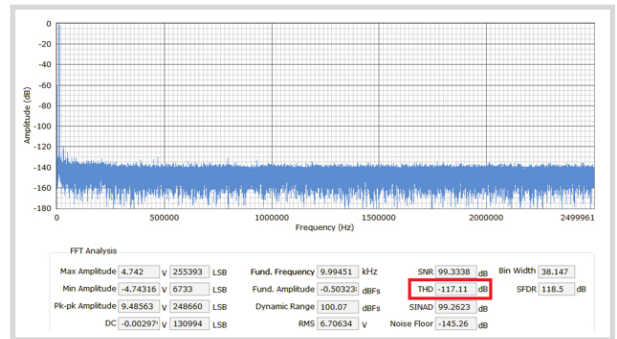 0
-20
-40
-60
-80
-100
-120
-140
-160
-180
Amplitude (dB)
0 500000 1000000 1500000 2000000 2499961
Frequency (Hz)
FFT Analysis
Max Amplitude 4.742 V 255393 LSB Fund. Frequency 9.99451 kHz SNR 99.3338 dB Bin Width 38.147
Min Amplitude -4.74316 V 6733 LSB Fund. Amplitude -0.50323 dBFs THD -117.11 dB SFDR 118.5 dB
Pk-pk Amplitude 9.48563 V 248660 LSB Dynamic Range 100.07 dBFs SINAD 99.2623 dB
DC -0.00297 V 130994 LSB RMS 6.70634 V Noise Floor -145.26 dB